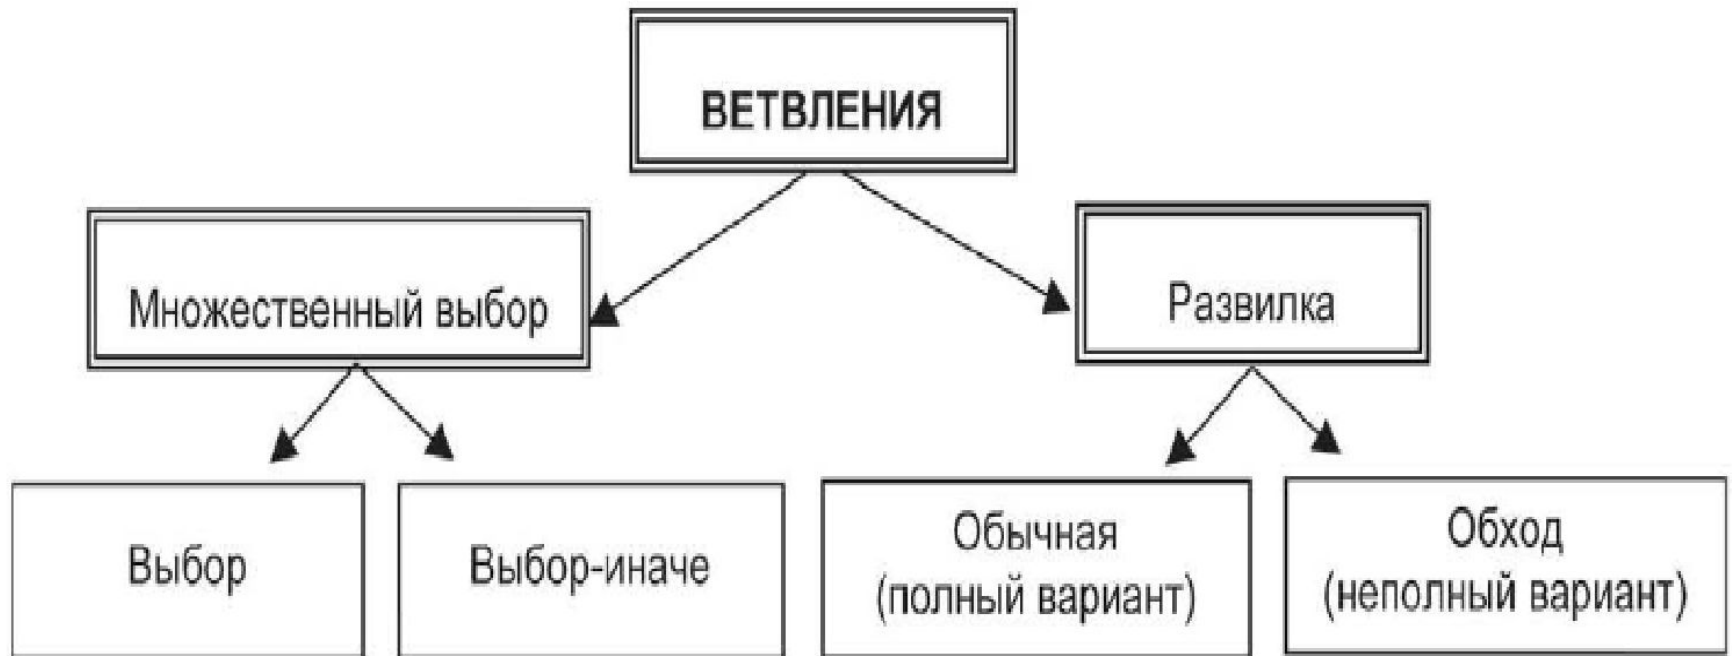 ВЕТВЛЕНИЯ
Множественный выбор
Развилка
Выбор
Выбор-иначе
Обычная
(полный вариант)
Обход
(неполный вариант)